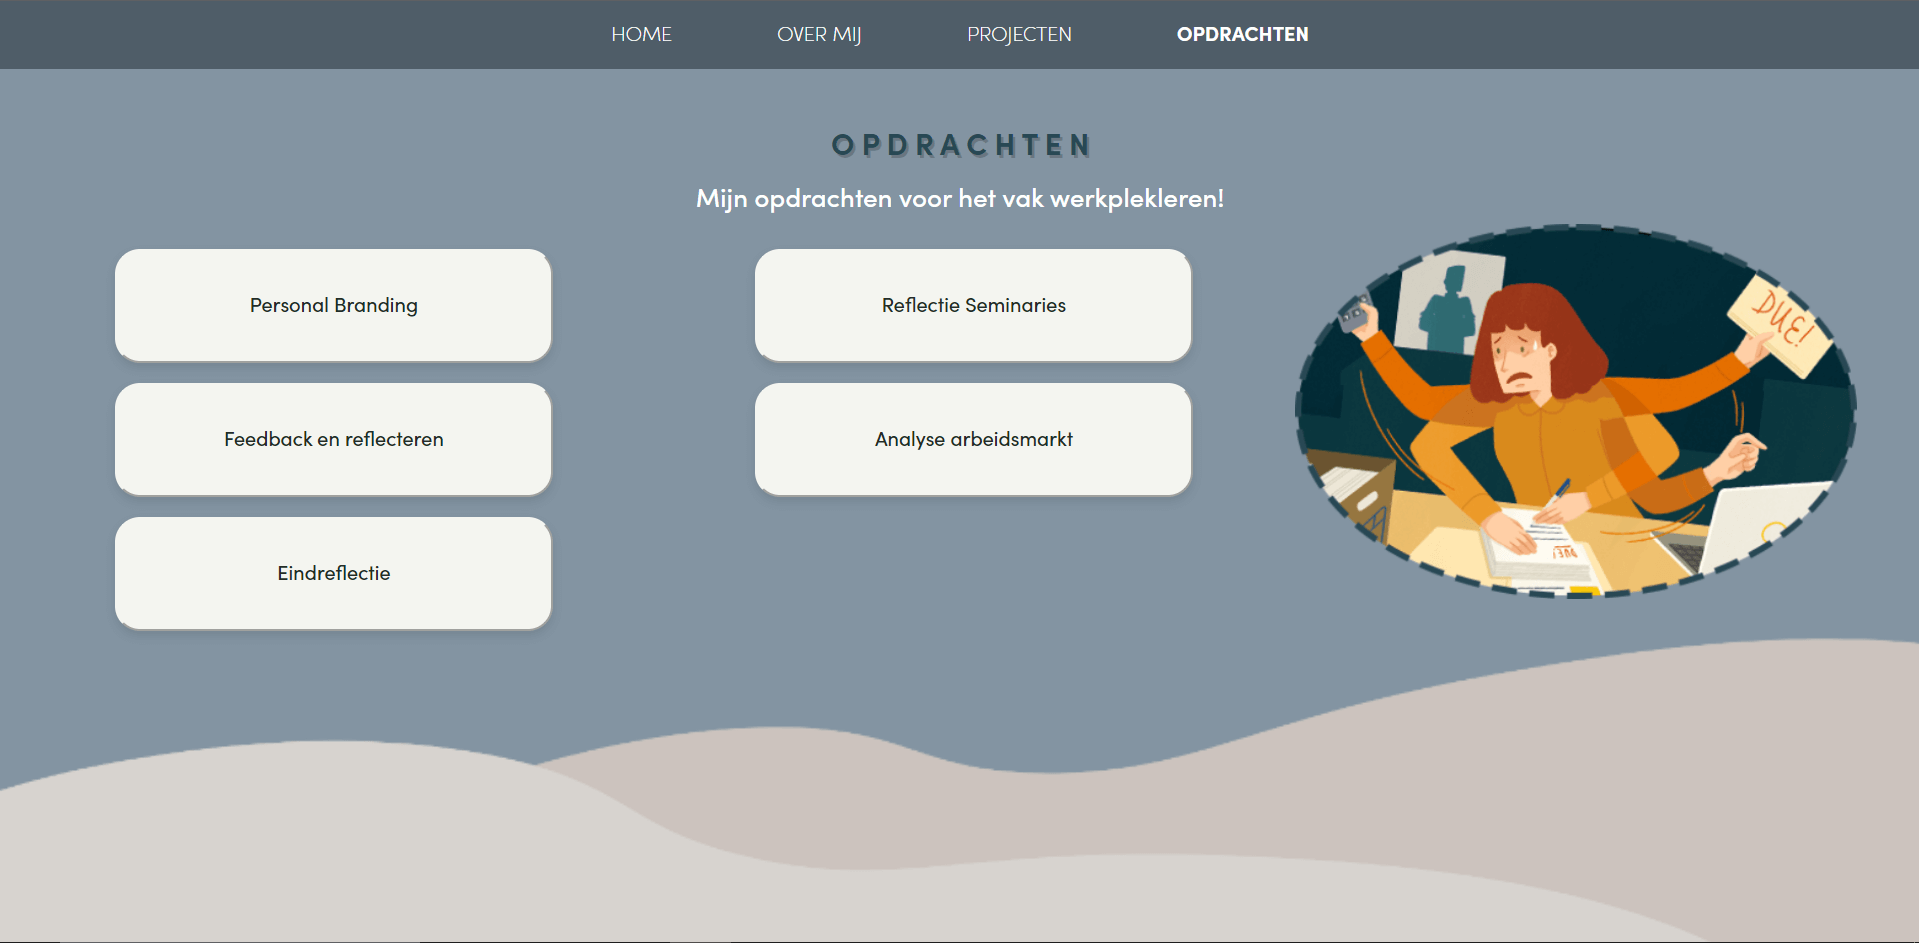 HOME OVER MIJ PROJECTEN OPDRACHTEN
OPDRACHTEN
Mijn opdrachten voor het vak werkplekleren!
Personal Branding
Reflectie Seminaries
Feedback en reflecteren
Analyse arbeidsmarkt
Eindreflectie
DUE!
DUE!